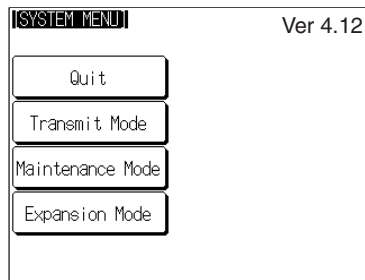 [SYSTEM MENU]
Ver 4.12
Quit
Transmit Mode
Maintenance Mode
Expansion Mode